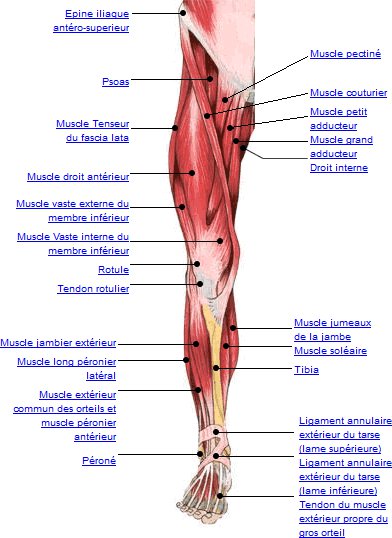 Epine iliaque
antéro-superieur
Psoas
Muscle Tenseur
du fascia lata
Muscle droit antérieur
Muscle vaste externe du
membre inférieur
Muscle Vaste interne du
membre inférieur
Rotule
Tendon rotulier
Muscle jambier extérieur
Muscle long péronier
latéral
Muscle extérieur
commun des orteils et
muscle péronier
antérieur
Péroné
Muscle pectiné
Muscle couturier
Muscle petit
adducteur
Muscle grand
adducteur
Droit interne
Muscle jumeaux
de la jambe
Muscle soléaire
Tibia
Ligament annulaire
extérieur du tarse
(lame supérieure)
Ligament annulaire
extérieur du tarse
(lame inférieure)
Tendon du muscle
extérieur propre du
gros orteil